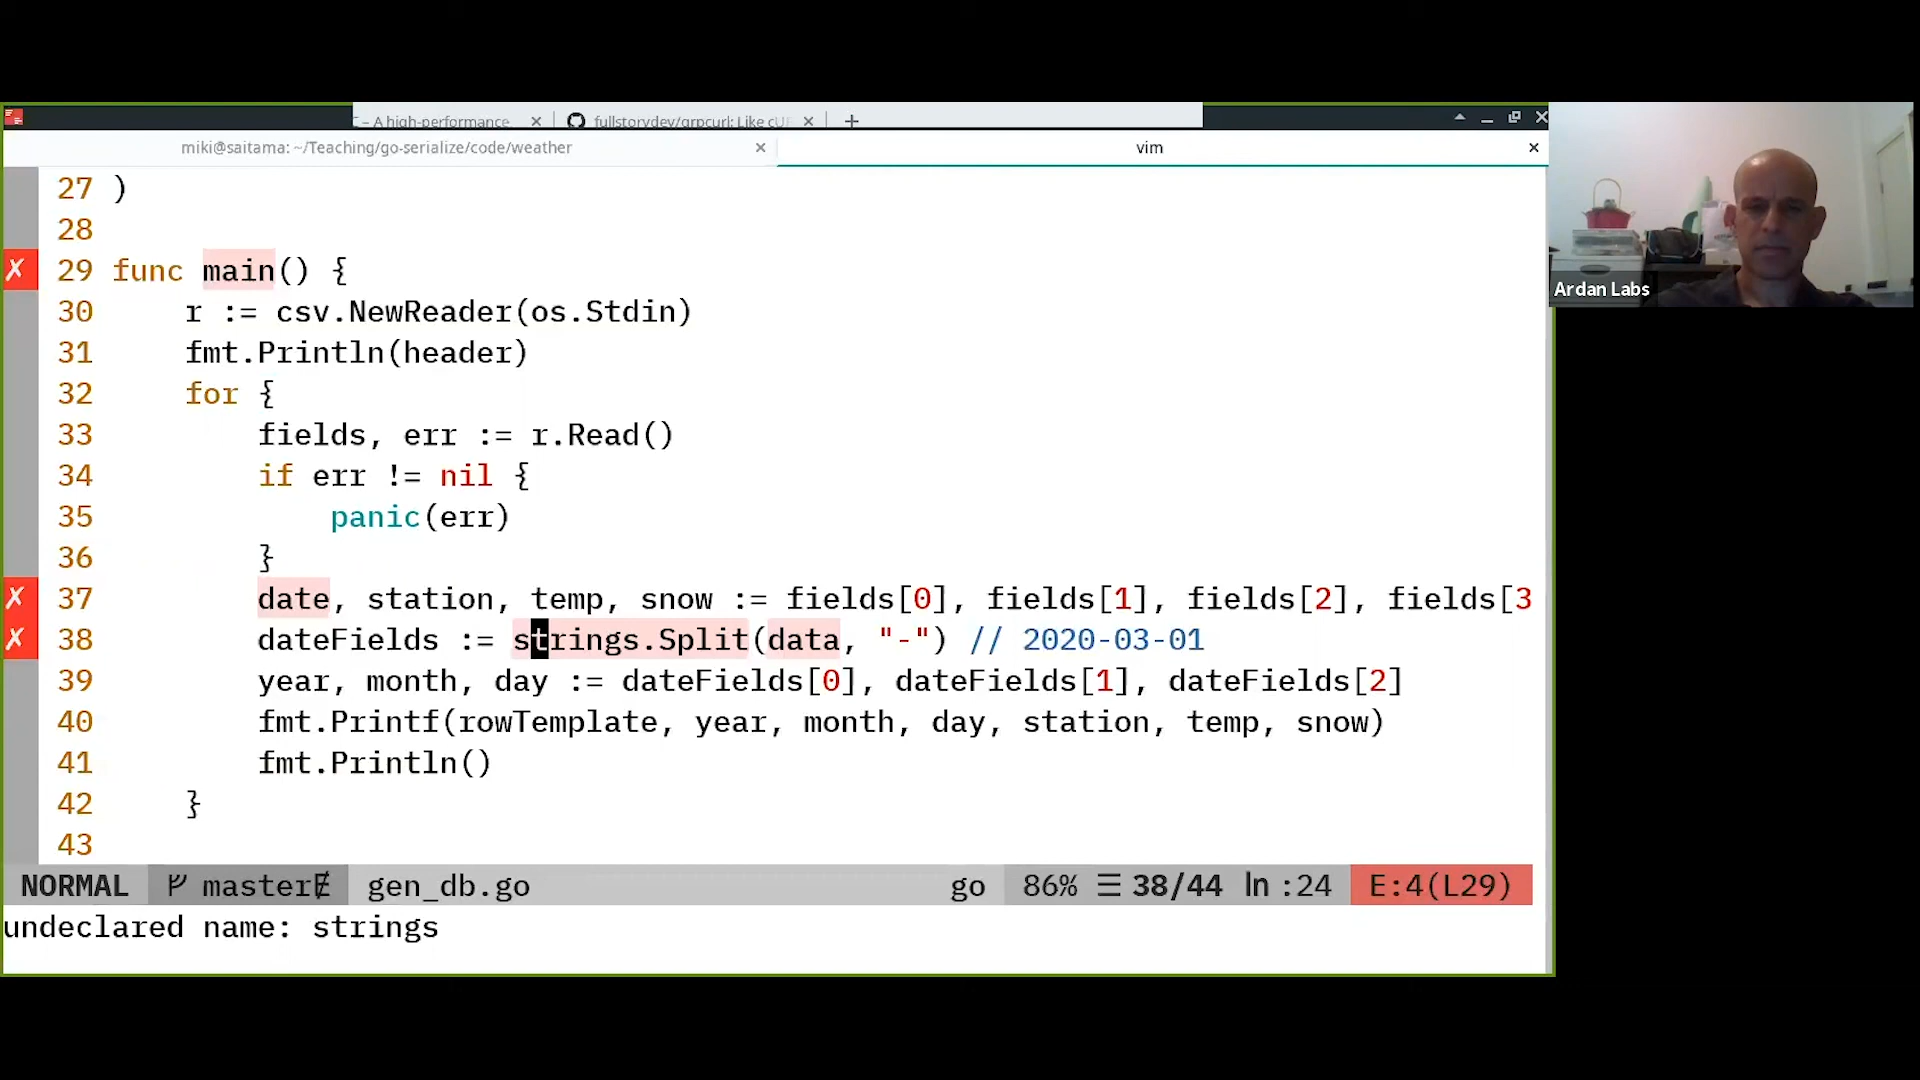 C – A high-performance
fullstorydev/grpcurl: Like cU
miki@saitama: ~/Teaching/go-serialize/code/weather
vim
27 )
28
29 func main() {
30 r := csv.NewReader(os.Stdin)
31 fmt.Println(header)
32 for {
33 fields, err := r.Read()
34 if err != nil {
35 panic(err)
36 }
37 date, station, temp, snow := fields[0], fields[1], fields[2], fields[3
38 dateFields := strings.Split(data, "-") // 2020-03-01
39 year, month, day := dateFields[0], dateFields[1], dateFields[2]
40 fmt.Printf(rowTemplate, year, month, day, station, temp, snow)
41 fmt.Println()
42 }
43
NORMAL master gen_db.go go 86% ☰ 38/44 ln :24 E:4(L29)
undeclared name: strings
Ardan Labs